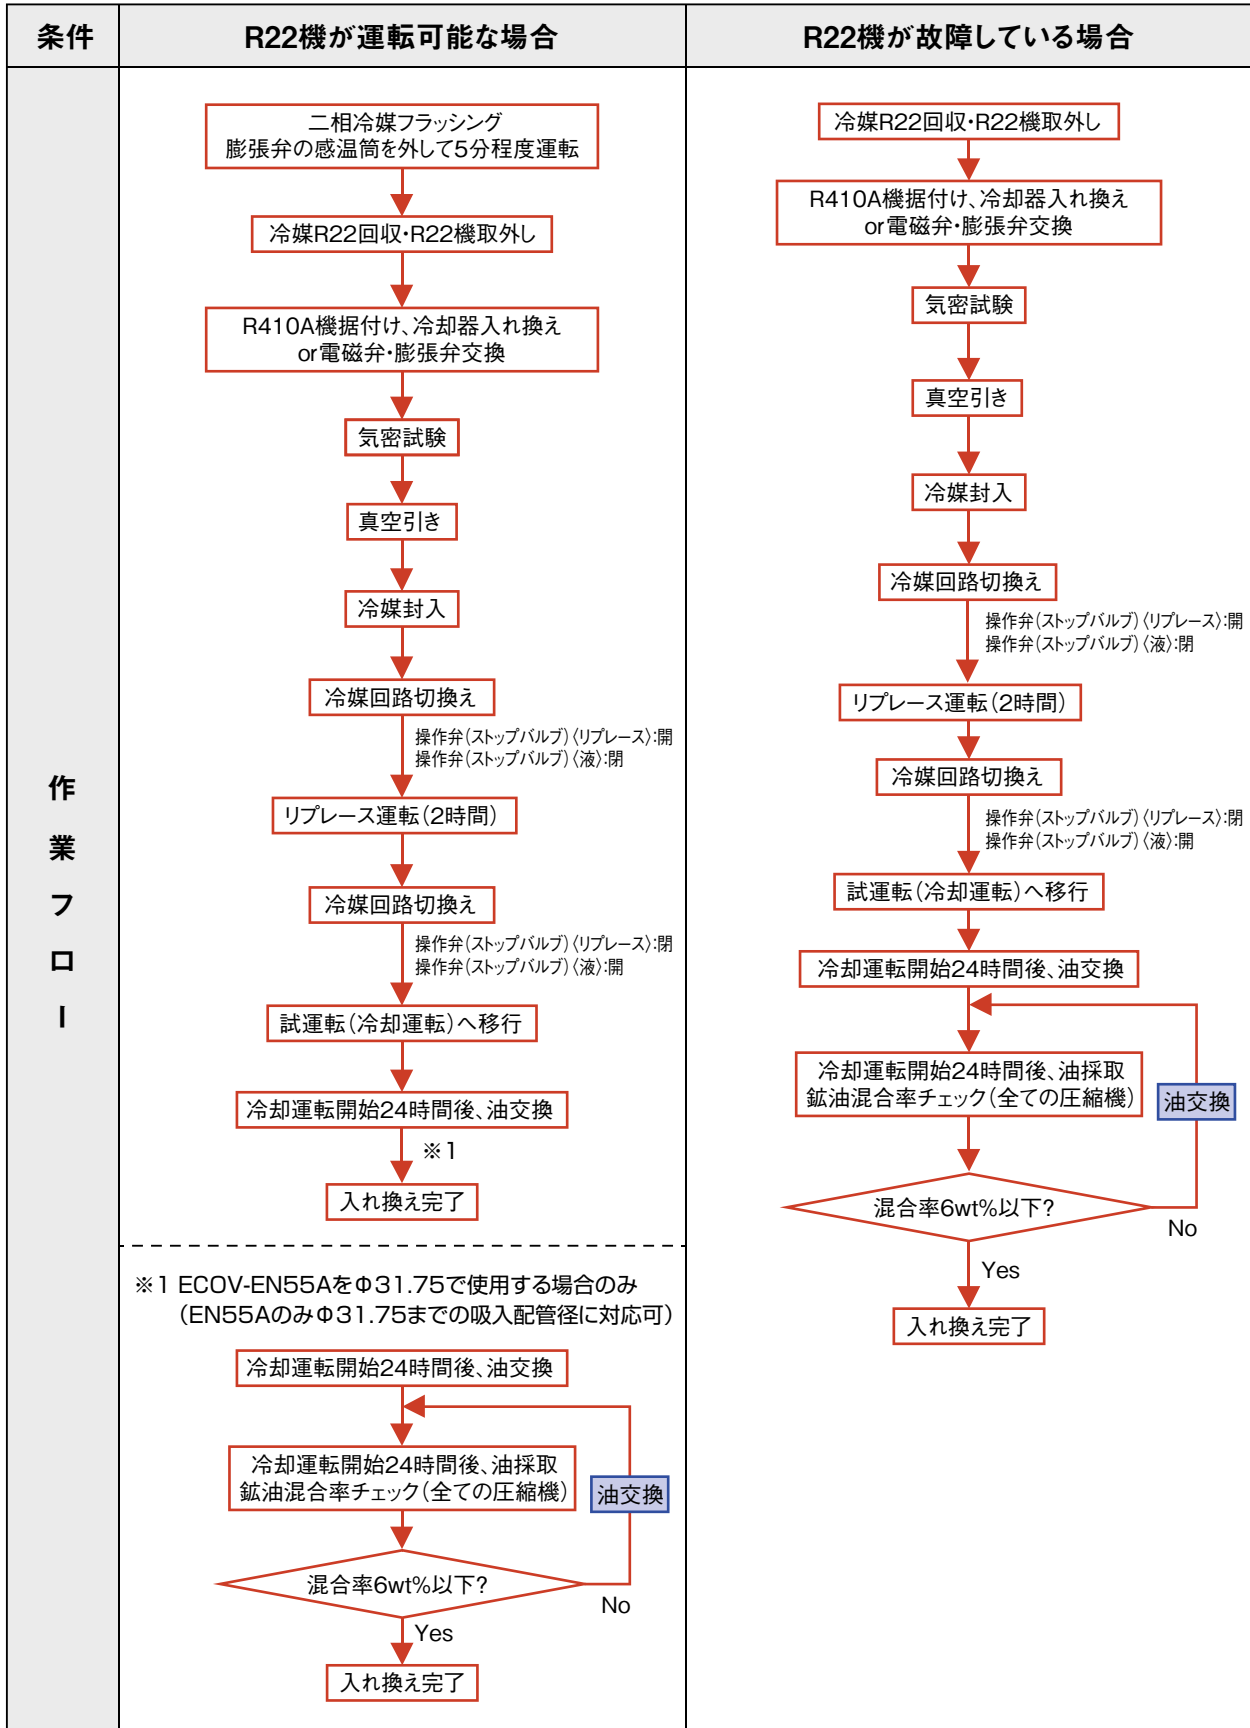 条件
R22機が運転可能な場合
R22機が故障している場合
作業フロー
二相冷媒フラッシング
膨張弁の感温筒を外して5分程度運転
冷媒R22回収・R22機取外し
R410A機据付け、冷却器入れ換え
or電磁弁・膨張弁交換
気密試験
真空引き
冷媒封入
冷媒回路切換え
操作弁(ストップバルブ)〈リプレース〉:開
操作弁(ストップバルブ)〈液〉:閉
リプレース運転(2時間)
冷媒回路切換え
操作弁(ストップバルブ)〈リプレース〉:閉
操作弁(ストップバルブ)〈液〉:開
試運転(冷却運転)へ移行
冷却運転開始24時間後、油交換
※1
入れ換え完了
※1 ECOV-EN55AをΦ31.75で使用する場合のみ
(EN55AのみΦ31.75までの吸入配管径に対応可)
冷却運転開始24時間後、油交換
冷却運転開始24時間後、油採取
鉱油混合率チェック(全ての圧縮機)
油交換
混合率6wt%以下?
No
Yes
入れ換え完了
冷媒R22回収・R22機取外し
R410A機据付け、冷却器入れ換え
or電磁弁・膨張弁交換
気密試験
真空引き
冷媒封入
冷媒回路切換え
操作弁(ストップバルブ)〈リプレース〉:開
操作弁(ストップバルブ)〈液〉:閉
リプレース運転(2時間)
冷媒回路切換え
操作弁(ストップバルブ)〈リプレース〉:閉
操作弁(ストップバルブ)〈液〉:開
試運転(冷却運転)へ移行
冷却運転開始24時間後、油交換
冷却運転開始24時間後、油採取
鉱油混合率チェック(全ての圧縮機)
油交換
混合率6wt%以下?
No
Yes
入れ換え完了